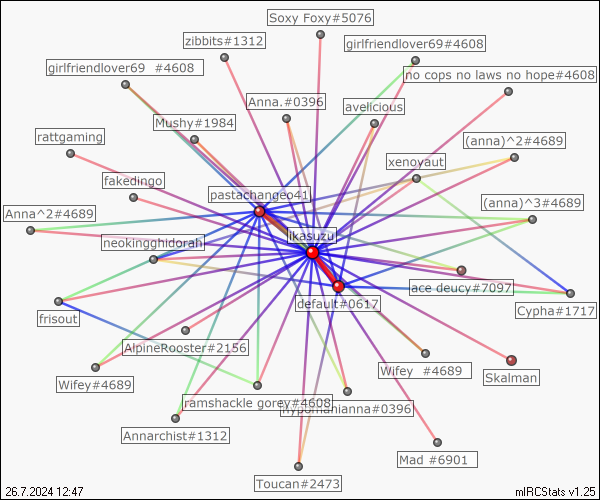 Soxy Foxy#5076
zibbits#1312
girlfriendlover69#4608
girlfriendlover69 #4608
no cops no laws no hope#4608
Anna.#0396
avelicious
Mushy#1984
rattgaming
(anna)^2#4689
xenoyaut
fakedingo
pastachange041
(anna)^3#4689
Anna^2#4689
ikasuzu
neokingghidorah
ace deucy#7097
default#0617
Cypha#1717
frisout
AlpineRooster#2156
Wifey #4689
Skalman
Wifey#4689
ramshackle gorey#4608
hypomanianna#0396
Annarchist#1312
Mad #6901
Toucan#2473
26.7.2024 12:47
mIRCStats v1.25